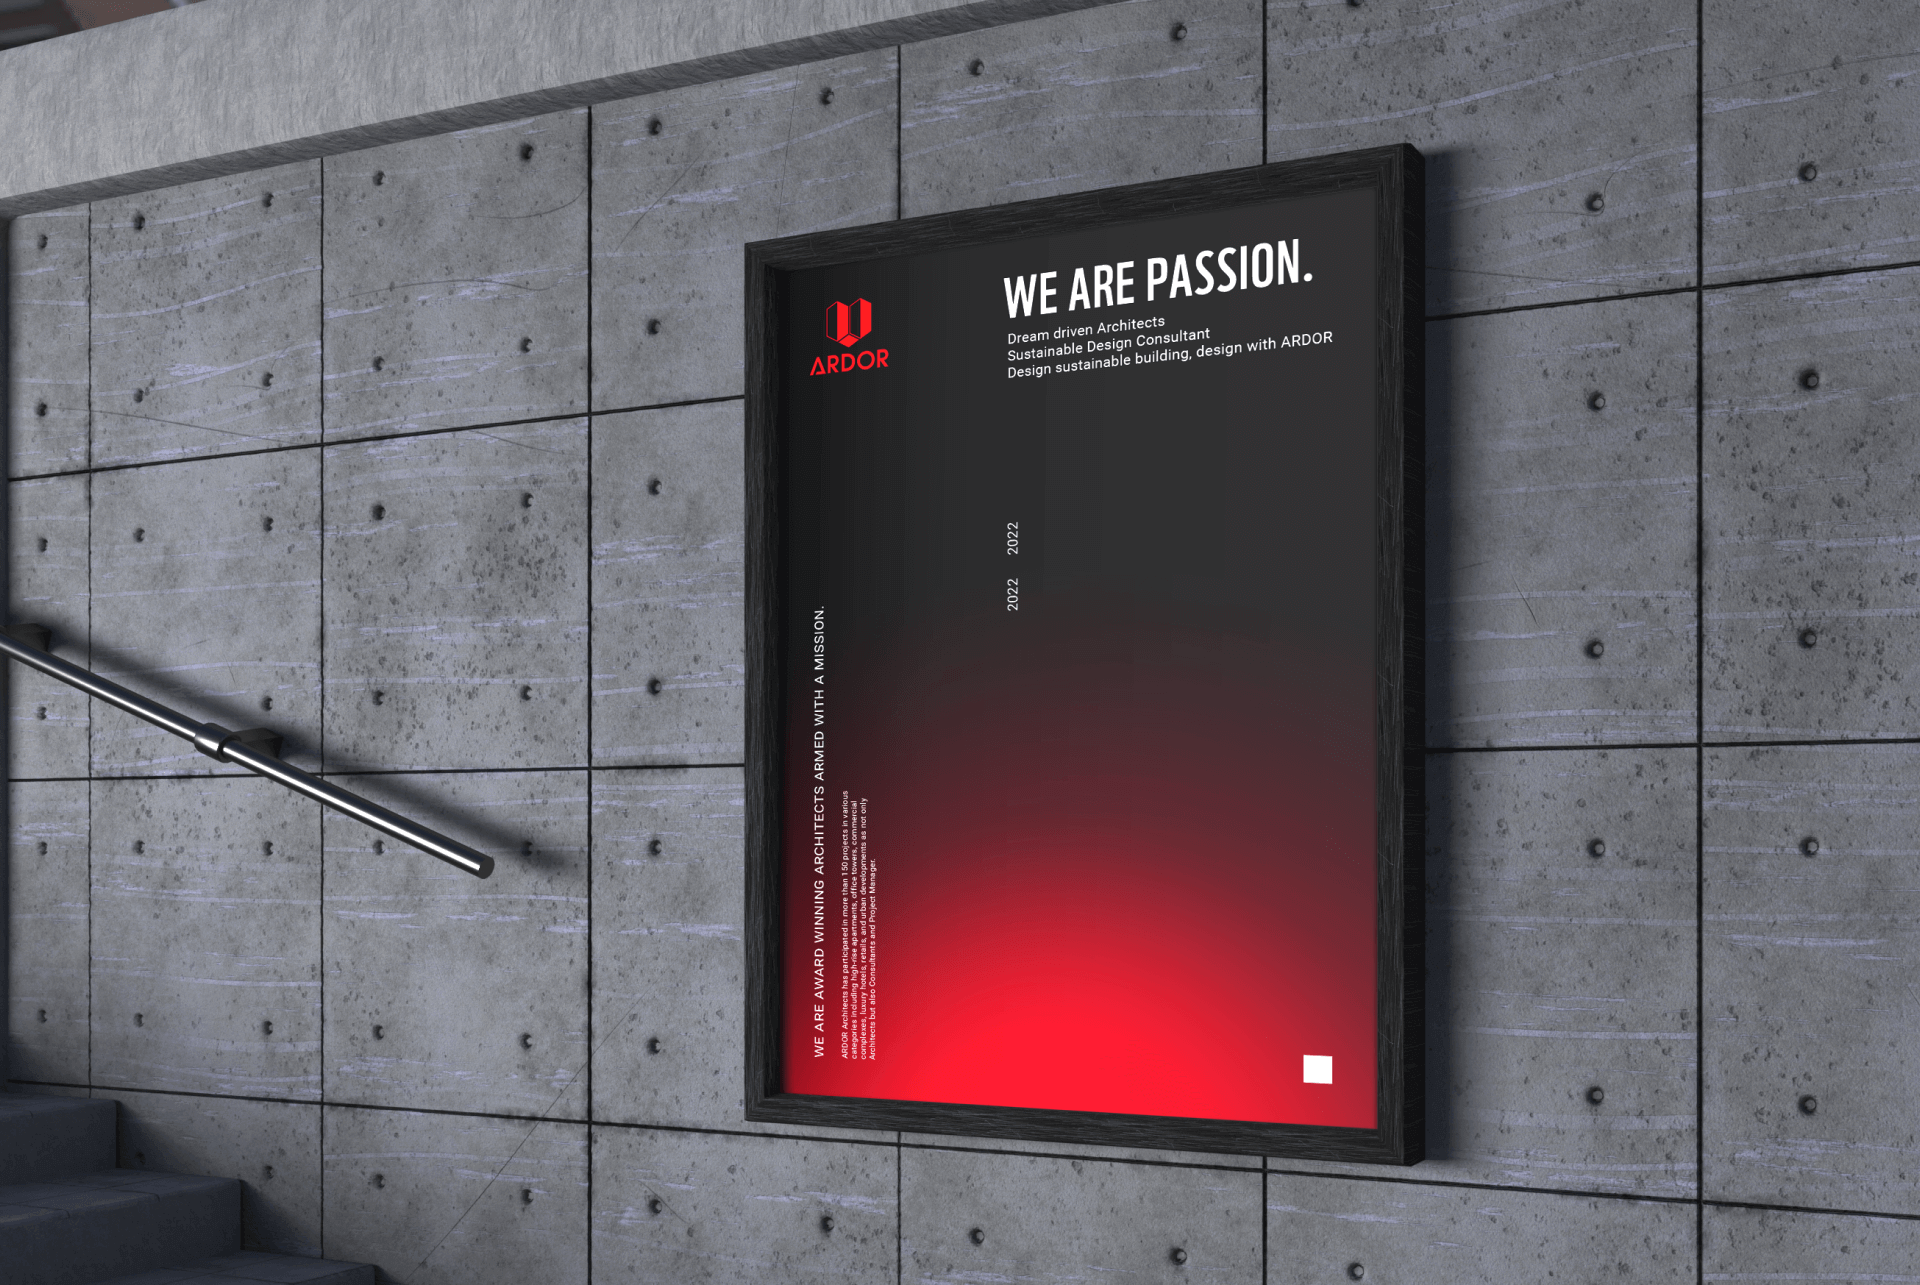 ARDOR
WE ARE PASSION.
Dream driven Architects
Sustainable Design Consultant
Design sustainable building, design with ARDOR
2022
2022
WE ARE AWARD WINNING ARCHITECTS ARMED WITH A MISSION.
ARDOR Architects has participated in more than 150 projects in various
categories including high-rise apartments, office towers, commercial
complexes, luxury hotels, retails, and urban developments as not only
Architects but also Consultants and Project Manager.